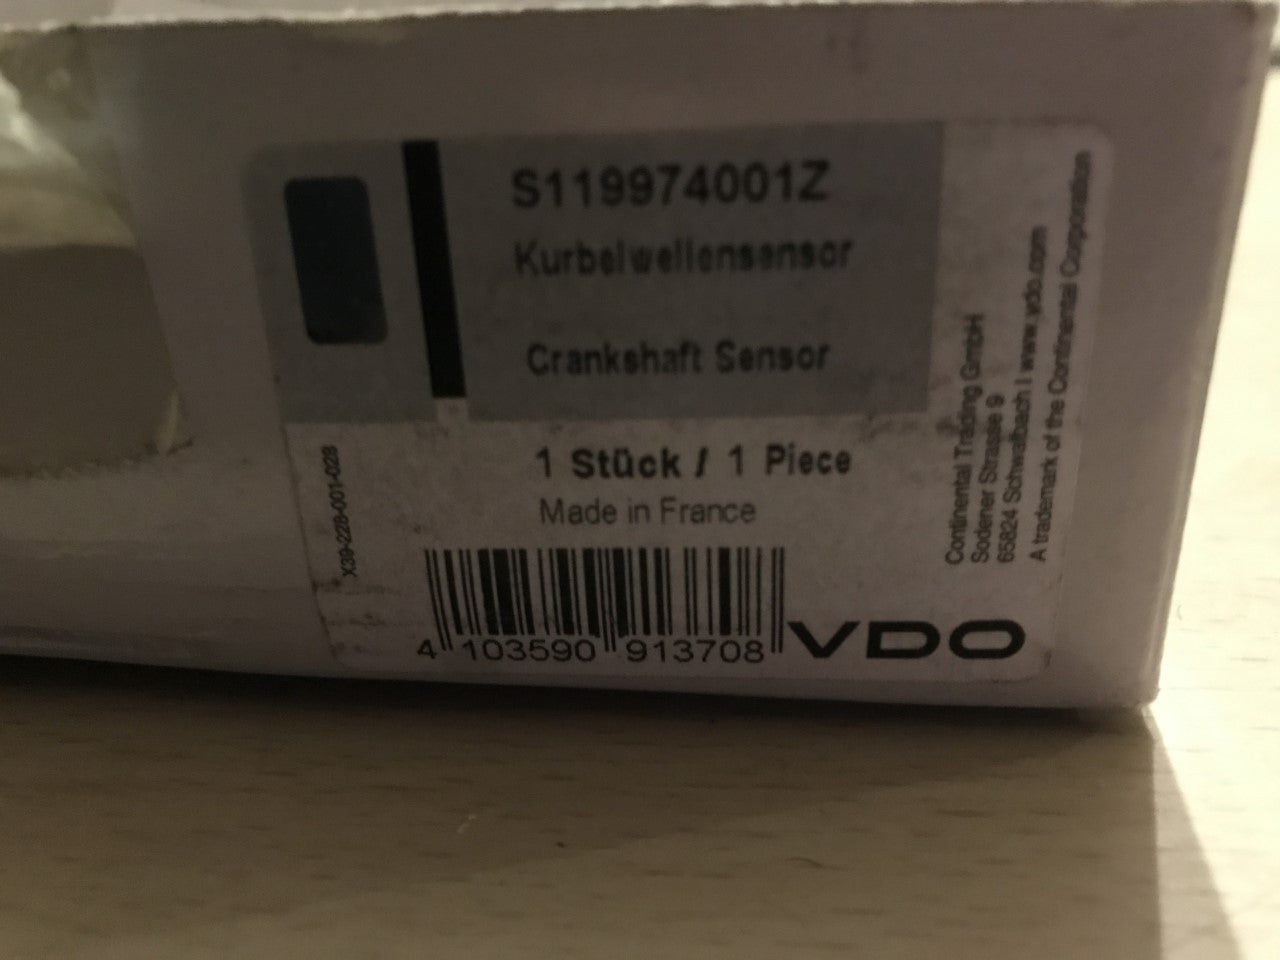 S119974001Z
Kurbelwellensensor
Crankshaft Sensor
1 Stück / 1 Piece
Made in France
4 103590 913708
VDO
X39-228-001-028
Continental Trading GmbH
Sodener Strasse 9
65824 Schwalbach I www.vdo.com
A trademark of the Continental Corporation